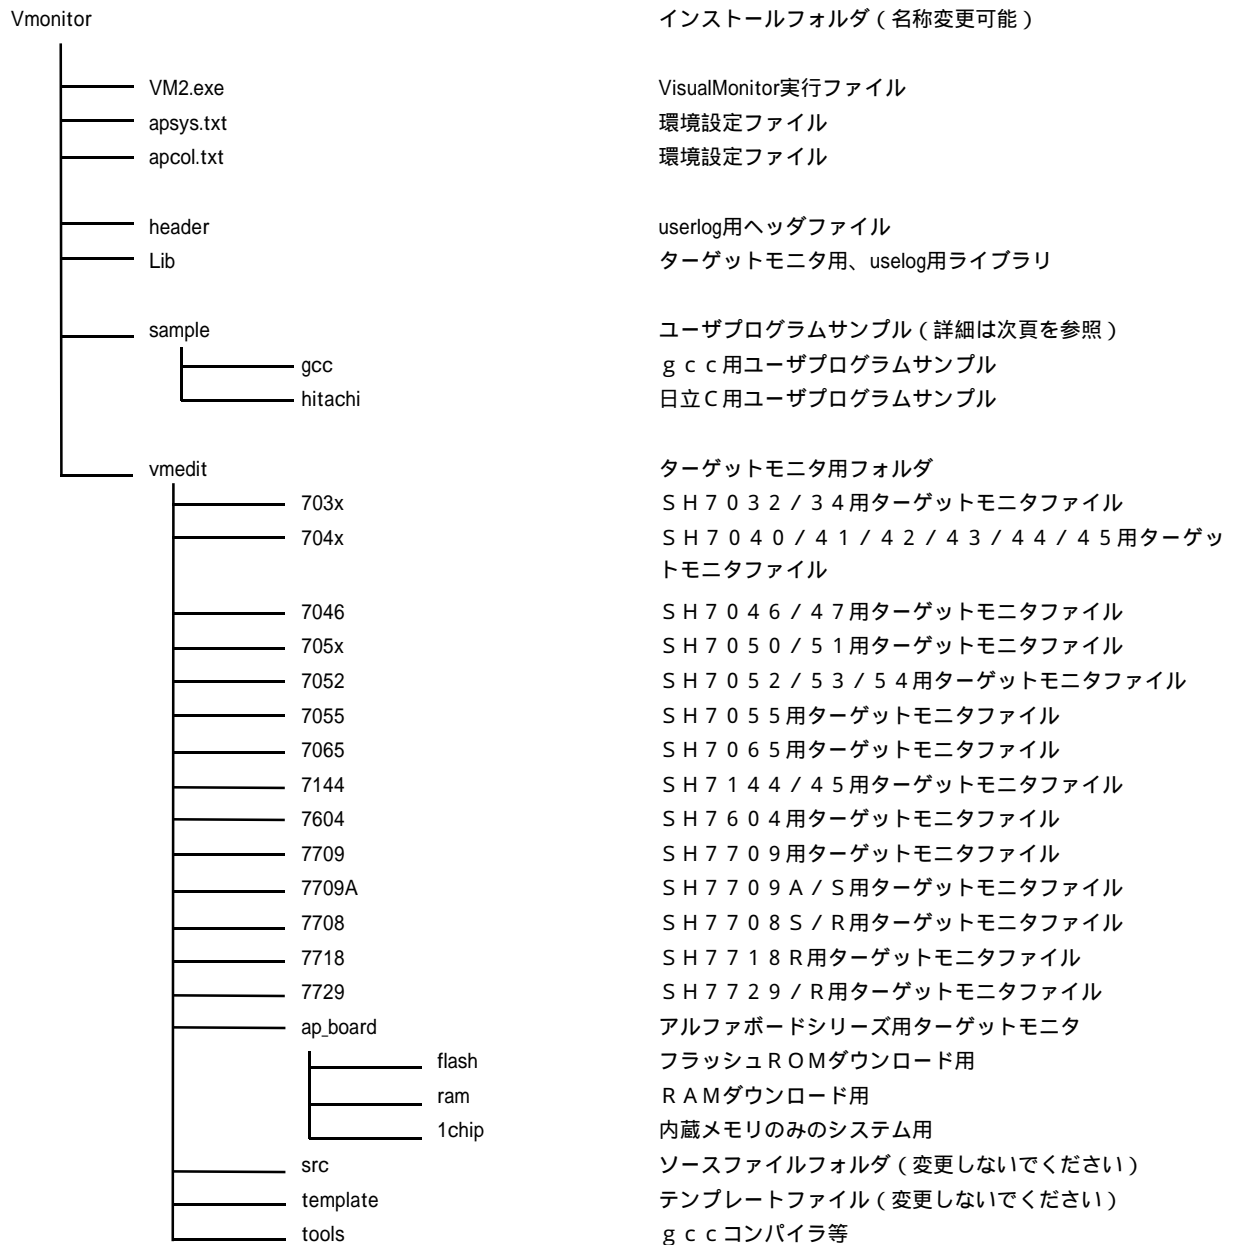 Vmonitor インストールフォルダ（名称変更可能）
VM2.exe VisualMonitor実行ファイル
apsys.txt 環境設定ファイル
apcol.txt 環境設定ファイル
header userlog用ヘッダファイル
Lib ターゲットモニタ用、uselog用ライブラリ
sample ユーザプログラムサンプル（詳細は次頁を参照）
gcc ｇｃｃ用ユーザプログラムサンプル
hitachi 日立Ｃ用ユーザプログラムサンプル
vmedit ターゲットモニタ用フォルダ
703x ＳＨ７０３２／３４用ターゲットモニタファイル
704x ＳＨ７０４０／４１／４２／４３／４４／４５用ターゲッ
トモニタファイル
7046 ＳＨ７０４６／４７用ターゲットモニタファイル
705x ＳＨ７０５０／５１用ターゲットモニタファイル
7052 ＳＨ７０５２／５３／５４用ターゲットモニタファイル
7055 ＳＨ７０５５用ターゲットモニタファイル
7065 ＳＨ７０６５用ターゲットモニタファイル
7144 ＳＨ７１４４／４５用ターゲットモニタファイル
7604 ＳＨ７６０４用ターゲットモニタファイル
7709 ＳＨ７７０９用ターゲットモニタファイル
7709A ＳＨ７７０９Ａ／Ｓ用ターゲットモニタファイル
7708 ＳＨ７７０８Ｓ／Ｒ用ターゲットモニタファイル
7718 ＳＨ７７１８Ｒ用ターゲットモニタファイル
7729 ＳＨ７７２９／Ｒ用ターゲットモニタファイル
ap_board アルファボードシリーズ用ターゲットモニタ
flash フラッシュＲＯＭダウンロード用
ram ＲＡＭダウンロード用
1chip 内蔵メモリのみのシステム用
src ソースファイルフォルダ（変更しないでください）
template テンプレートファイル（変更しないでください）
tools ｇｃｃコンパイラ等